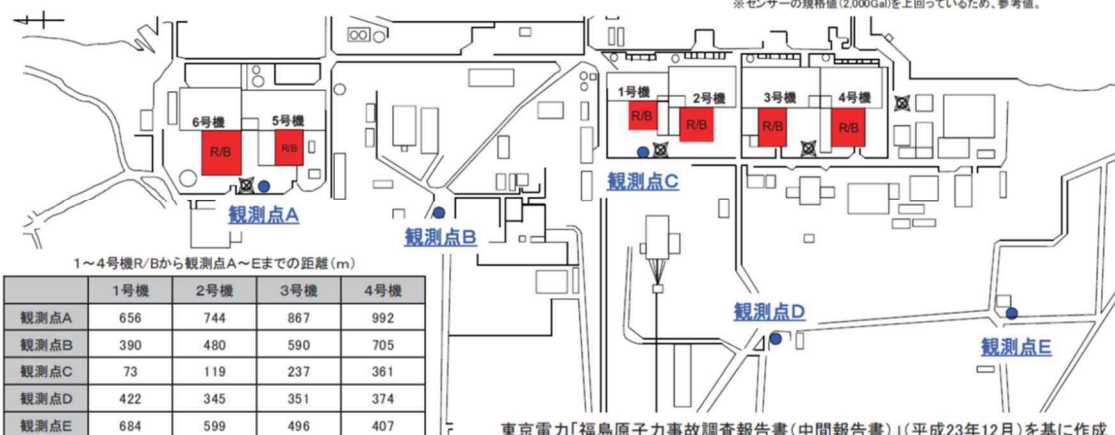 ※センサーの規格値(2,000Gal)を上回っているため、参考値。
6号機
5号機
R/B
R/B
1号機
2号機
3号機
4号機
R/B
R/B
R/B
R/B
観測点A
観測点B
観測点C
観測点D
観測点E
1～4号機R/Bから観測点A～Eまでの距離(m)
1号機 2号機 3号機 4号機
観測点A 656 744 867 992
観測点B 390 480 590 705
観測点C 73 119 237 361
観測点D 422 345 351 374
観測点E 684 599 496 407
東京電力「福島原子力事故調査報告書(中間報告書)」(平成23年12月)を基に作成